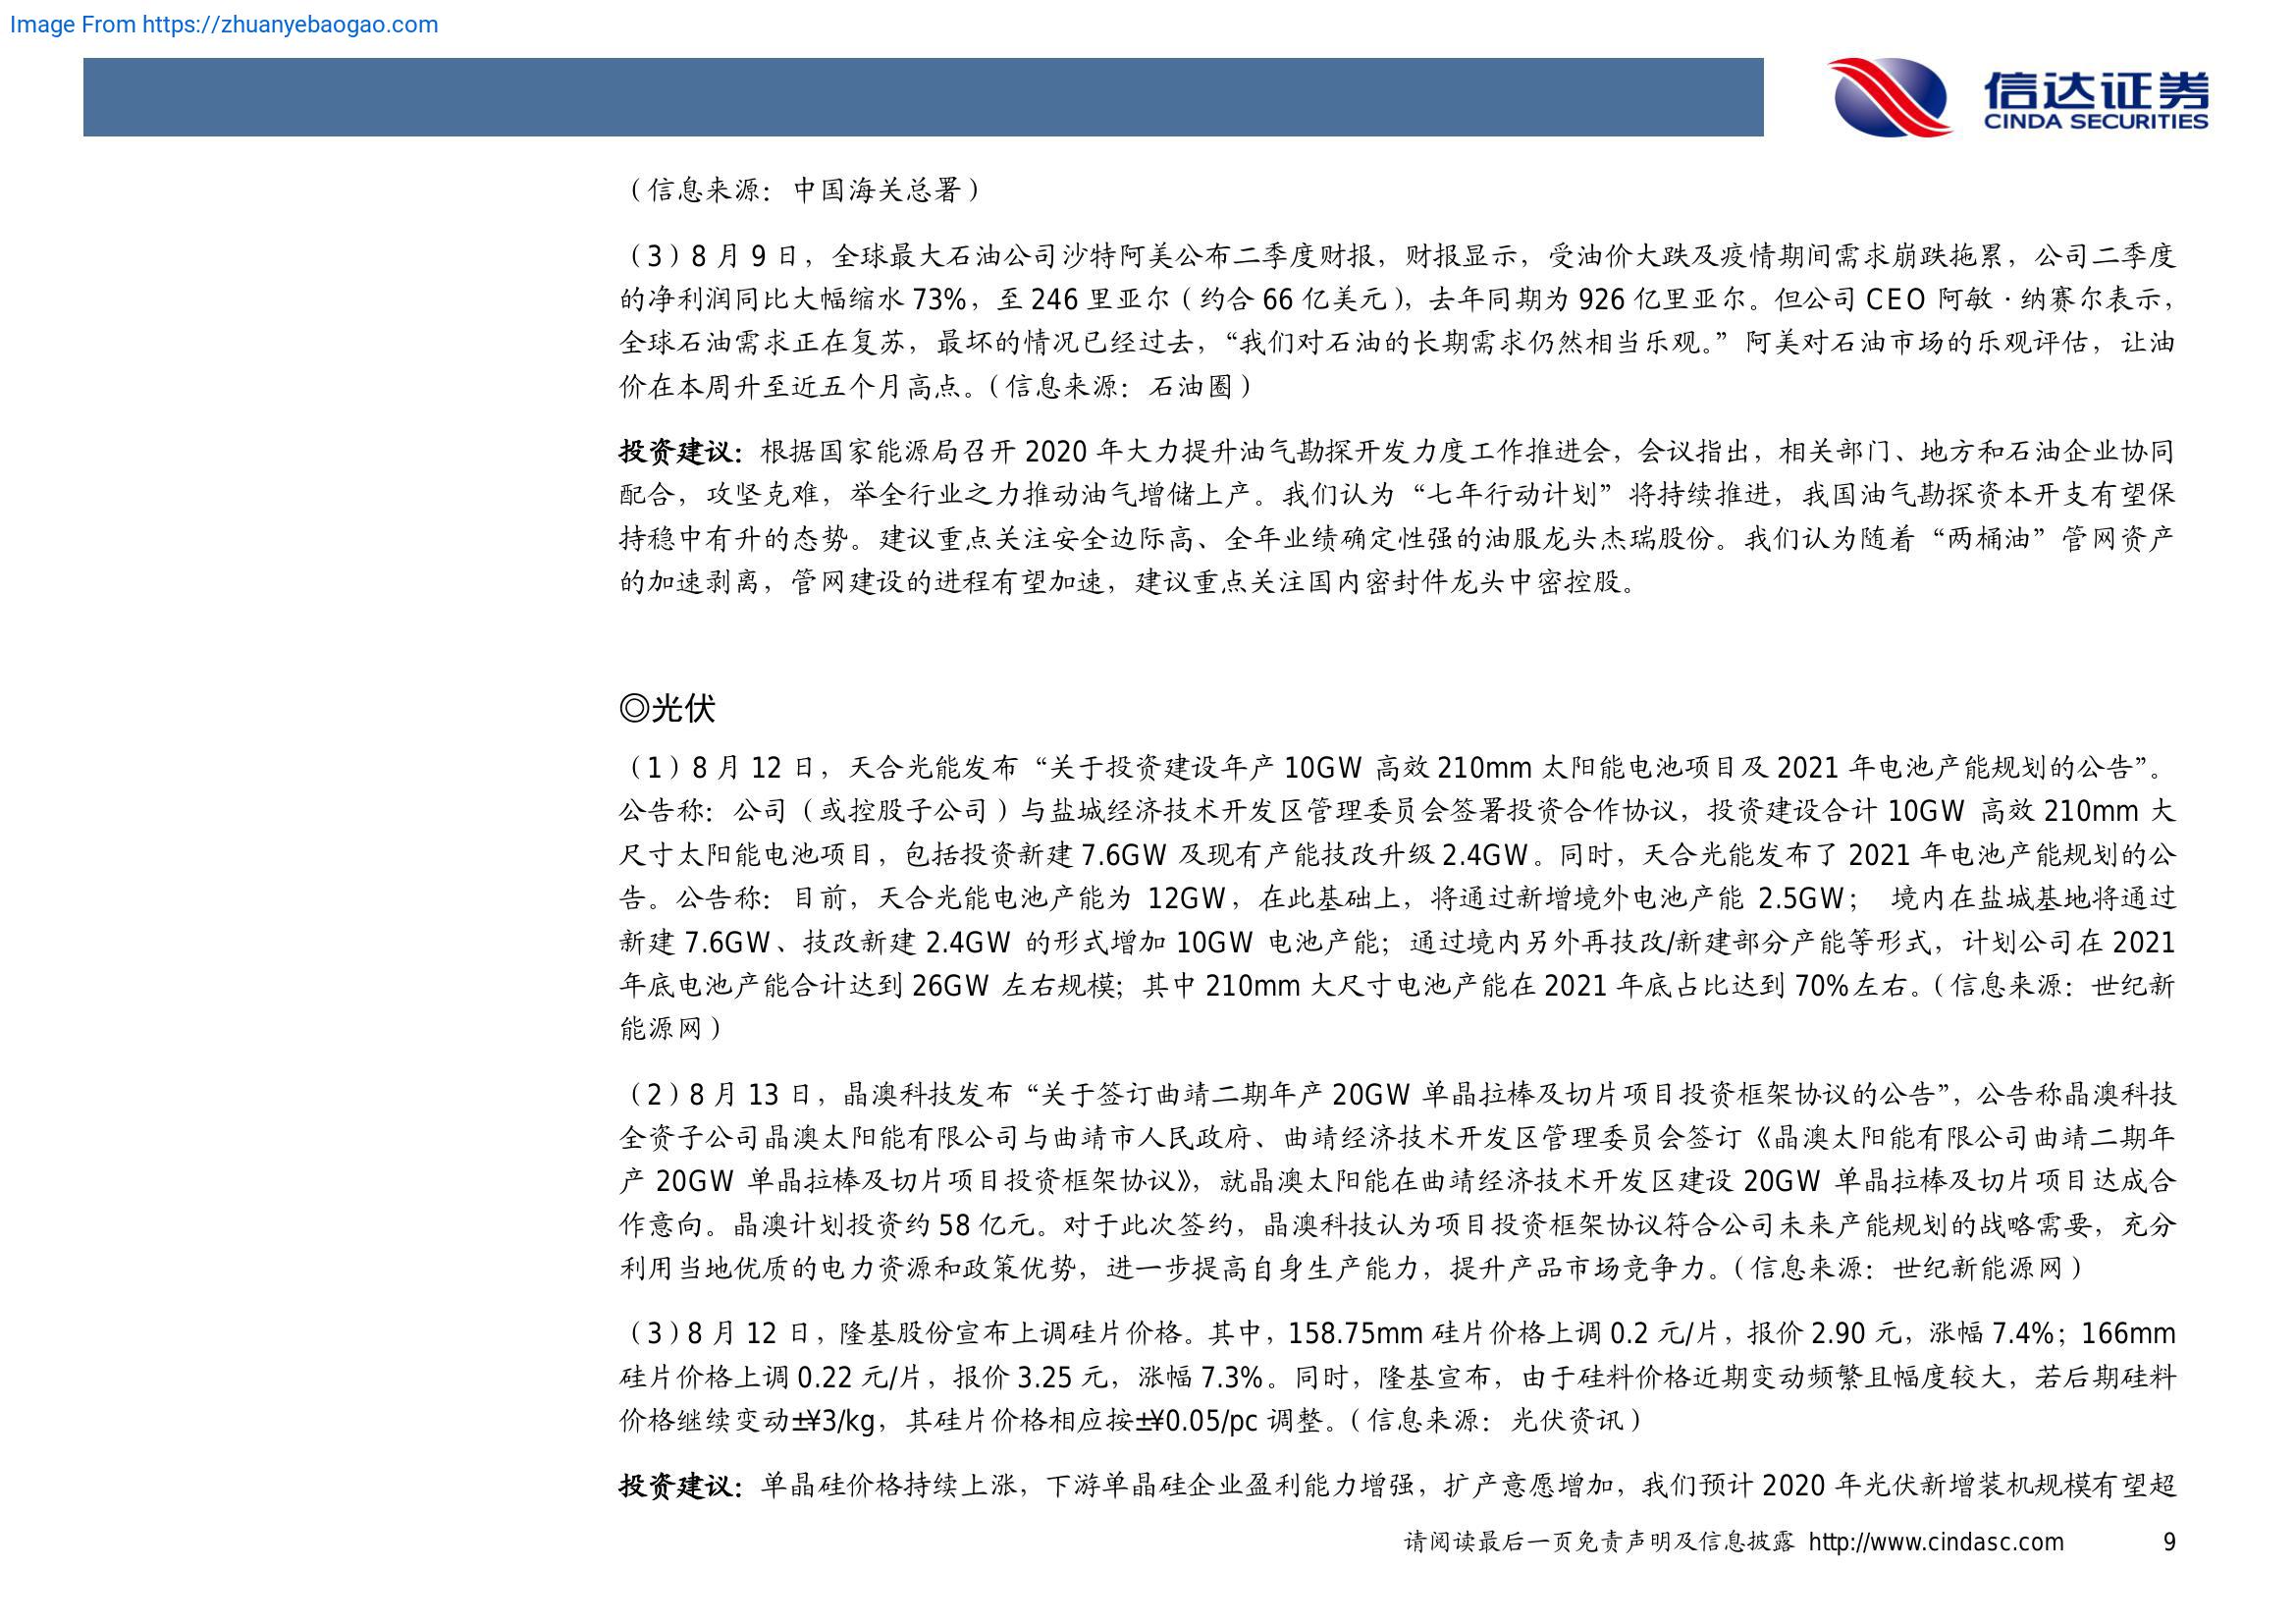 Image From https://zhuanyebaogao.com
信达证券
CINDA SECURITIES
（信息来源：中国海关总署）
（3）8 月 9 日，全球最大石油公司沙特阿美公布二季度财报，财报显示，受油价大跌及疫情期间需求崩跌拖累，公司二季度
的净利润同比大幅缩水 73%，至 246 里亚尔（约合 66 亿美元），去年同期为 926 亿里亚尔。但公司 CEO 阿敏·纳赛尔表示，
全球石油需求正在复苏，最坏的情况已经过去，“我们对石油的长期需求仍然相当乐观。” 阿美对石油市场的乐观评估，让油
价在本周升至近五个月高点。（信息来源：石油圈）
投资建议：根据国家能源局召开 2020 年大力提升油气勘探开发力度工作推进会，会议指出，相关部门、地方和石油企业协同
配合，攻坚克难，举全行业之力推动油气增储上产。我们认为“七年行动计划”将持续推进，我国油气勘探资本开支有望保
持稳中有升的态势。建议重点关注安全边际高、全年业绩确定性强的油服龙头杰瑞股份。我们认为随着“两桶油”管网资产
的加速剥离，管网建设的进程有望加速，建议重点关注国内密封件龙头中密控股。
◎光伏
（1）8 月 12 日，天合光能发布“关于投资建设年产 10GW 高效 210mm 太阳能电池项目及 2021 年电池产能规划的公告”。
公告称：公司（或控股子公司）与盐城经济技术开发区管理委员会签署投资合作协议，投资建设合计 10GW 高效 210mm 大
尺寸太阳能电池项目，包括投资新建 7.6GW 及现有产能技改升级 2.4GW。同时，天合光能发布了 2021 年电池产能规划的公
告。公告称：目前，天合光能电池产能为 12GW，在此基础上，将通过新增境外电池产能 2.5GW； 境内在盐城基地将通过
新建 7.6GW、技改新建 2.4GW 的形式增加 10GW 电池产能；通过境内另外再技改/新建部分产能等形式，计划公司在 2021
年底电池产能合计达到 26GW 左右规模；其中 210mm 大尺寸电池产能在 2021 年底占比达到 70%左右。（信息来源：世纪新
能源网）
（2）8 月 13 日，晶澳科技发布“关于签订曲靖二期年产 20GW 单晶拉棒及切片项目投资框架协议的公告”，公告称晶澳科技
全资子公司晶澳太阳能有限公司与曲靖市人民政府、曲靖经济技术开发区管理委员会签订《晶澳太阳能有限公司曲靖二期年
产 20GW 单晶拉棒及切片项目投资框架协议》，就晶澳太阳能在曲靖经济技术开发区建设 20GW 单晶拉棒及切片项目达成合
作意向。晶澳计划投资约 58 亿元。对于此次签约，晶澳科技认为项目投资框架协议符合公司未来产能规划的战略需要，充分
利用当地优质的电力资源和政策优势，进一步提高自身生产能力，提升产品市场竞争力。（信息来源：世纪新能源网）
（3）8 月 12 日，隆基股份宣布上调硅片价格。其中，158.75mm 硅片价格上调 0.2 元/片，报价 2.90 元，涨幅 7.4%；166mm
硅片价格上调 0.22 元/片，报价 3.25 元，涨幅 7.3%。同时，隆基宣布，由于硅料价格近期变动频繁且幅度较大，若后期硅料
价格继续变动±¥3/kg，其硅片价格相应按±¥0.05/pc 调整。（信息来源：光伏资讯）
投资建议：单晶硅价格持续上涨，下游单晶硅企业盈利能力增强，扩产意愿增加，我们预计 2020 年光伏新增装机规模有望超
请阅读最后一页免责声明及信息披露 http://www.cindasc.com 9